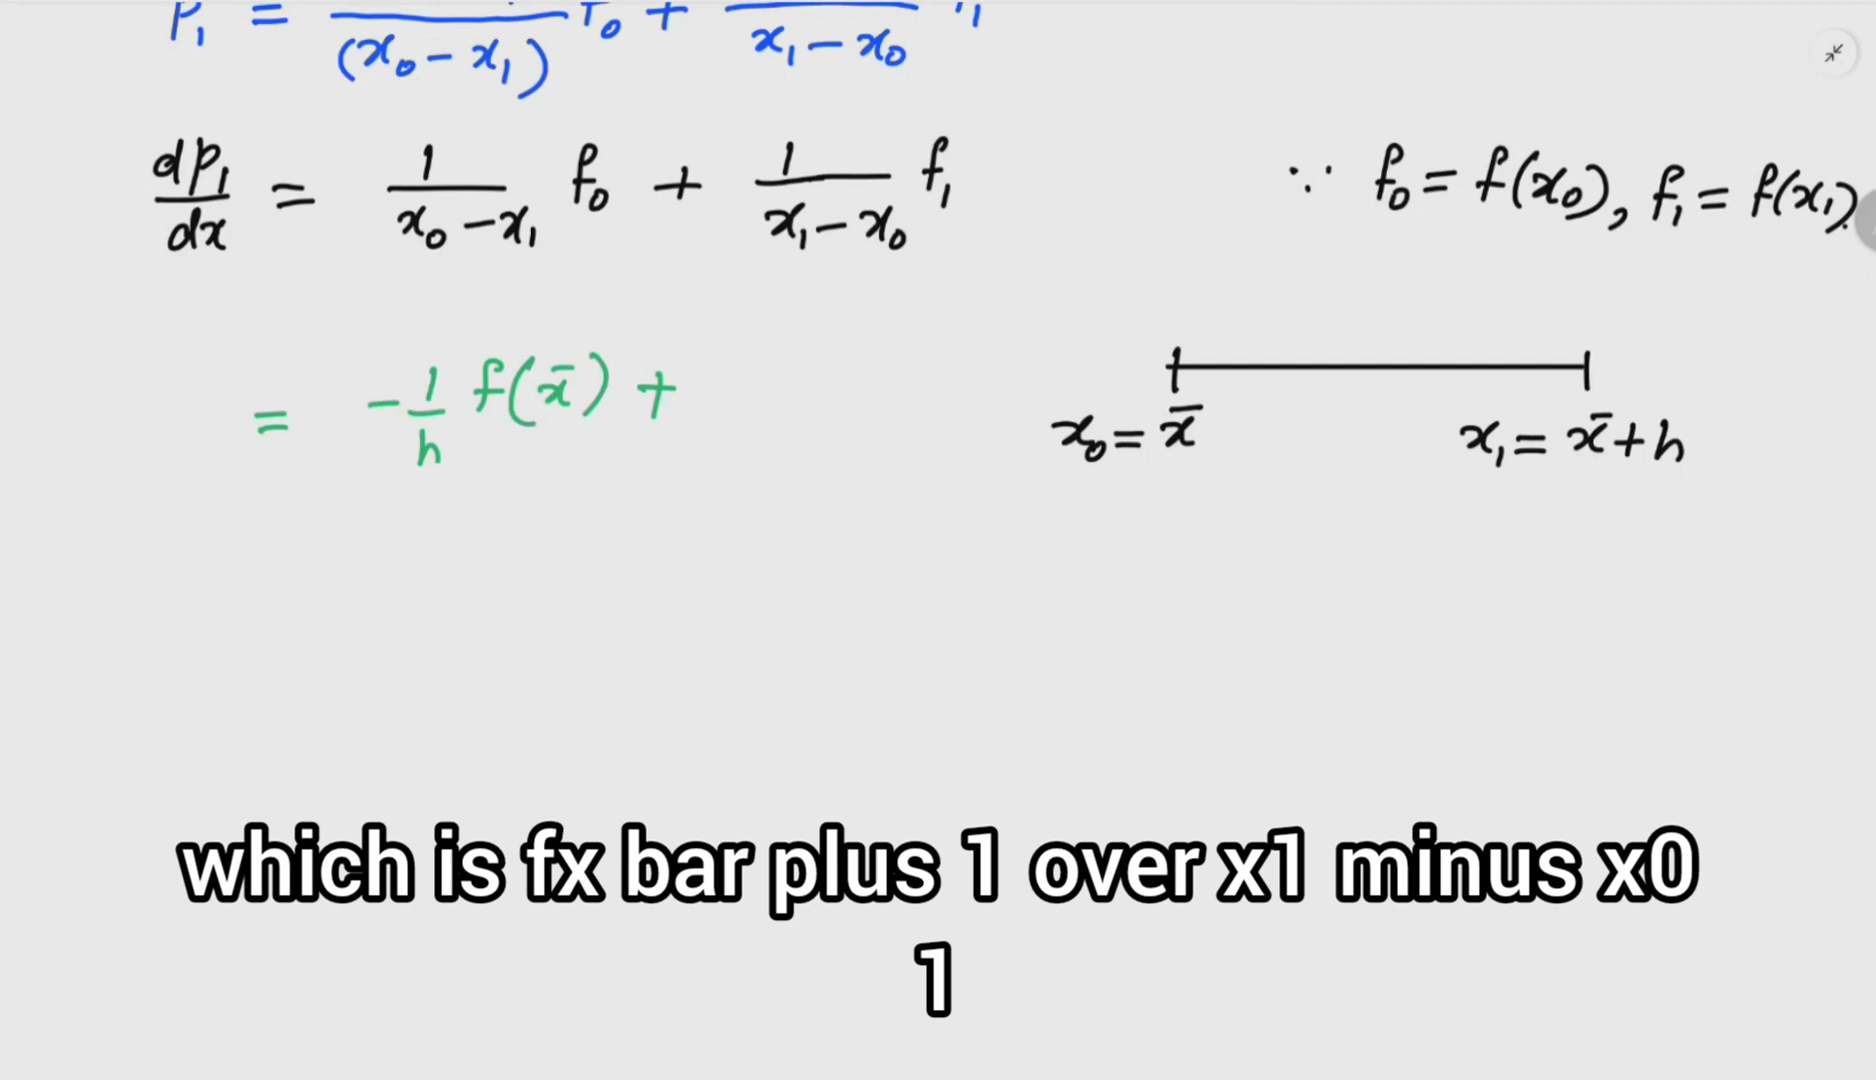 P₁ = ——— f₀ + ———
(x₀ - x₁) x₁ - x₀
dP₁/dx = 1/(x₀ - x₁) f₀ + 1/(x₁ - x₀) f₁ ∵ f₀ = f(x₀), f₁ = f(x₁).
= -1/h f(x̄) +
x₀ = x̄ x₁ = x̄ + h
which is fx bar plus 1 over x1 minus x0
1